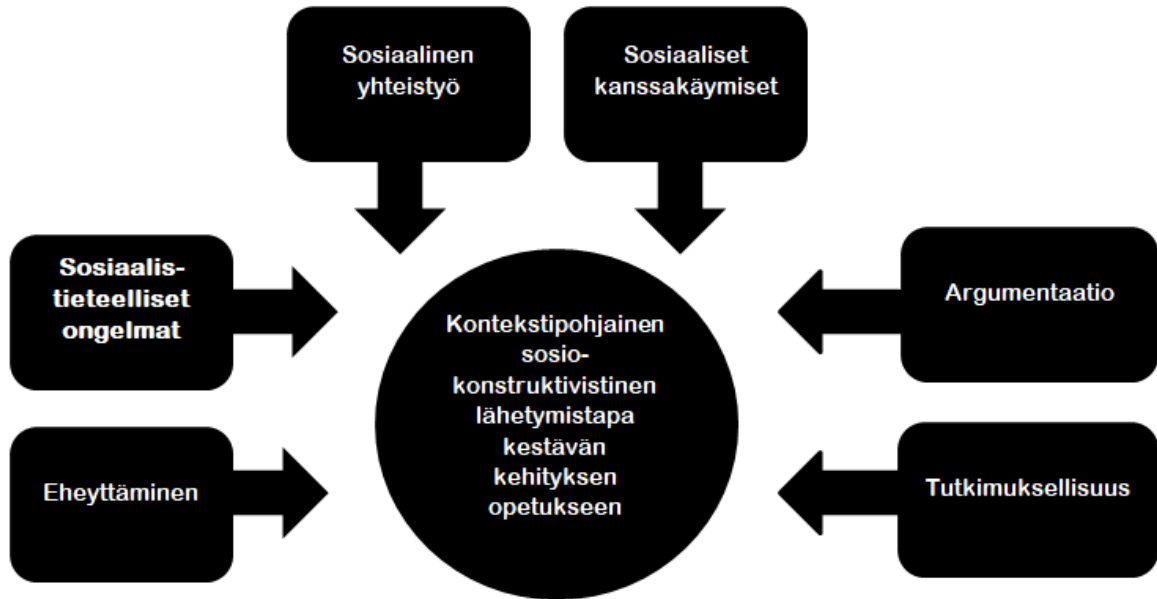 Sosiaalinen
yhteistyö
Sosiaaliset
kanssakäymiset
Sosiaalis-
tieteelliset
ongelmat
Argumentaatio
Kontekstipohjainen
sosio-
konstruktivistinen
lähetymistapa
kestävän
kehityksen
opetukseen
Eheyttäminen
Tutkimuksellisuus